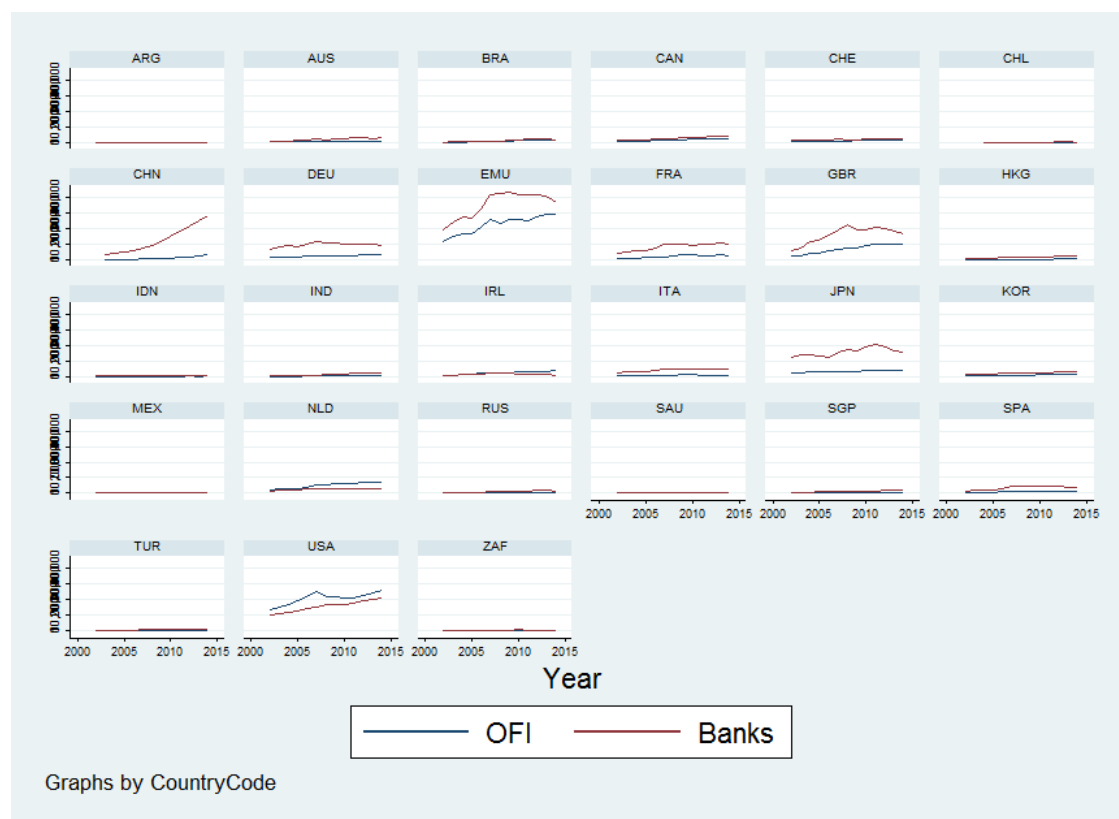 ARG AUS BRA CAN CHE CHL
CHN DEU EMU FRA GBR HKG
IDN IND IRL ITA JPN KOR
MEX NLD RUS SAU SGP SPA
2000 2005 2010 2015 2000 2005 2010 2015 2000 2005 2010 2015
TUR USA ZAF
2000 2005 2010 2015 2000 2005 2010 2015 2000 2005 2010 2015
Year
OFI Banks
Graphs by CountryCode